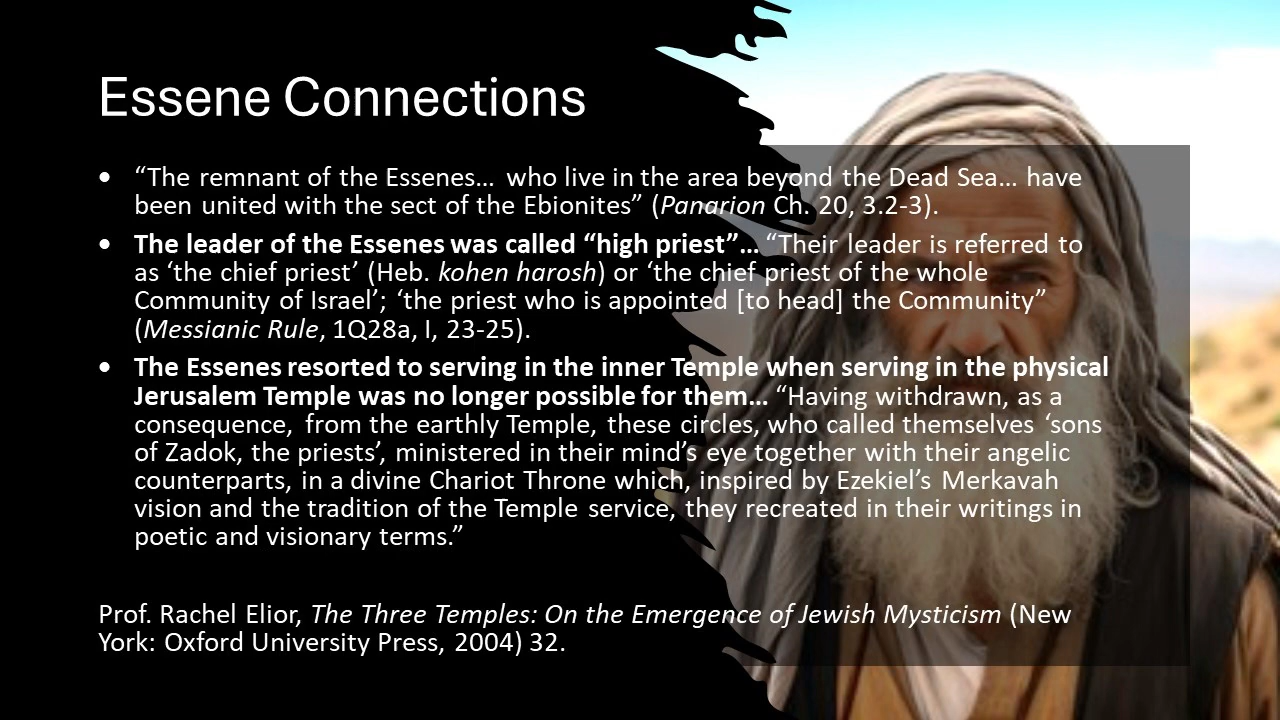 Essene Connections
• “The remnant of the Essenes… who live in the area beyond the Dead Sea… have
been united with the sect of the Ebionites” (Panarion Ch. 20, 3.2-3).
• The leader of the Essenes was called “high priest”… “Their leader is referred to
as ‘the chief priest’ (Heb. kohen harosh) or ‘the chief priest of the whole
Community of Israel’; ‘the priest who is appointed [to head] the Community”
(Messianic Rule, 1Q28a, I, 23-25).
• The Essenes resorted to serving in the inner Temple when serving in the physical
Jerusalem Temple was no longer possible for them… “Having withdrawn, as a
consequence, from the earthly Temple, these circles, who called themselves ‘sons
of Zadok, the priests’, ministered in their mind’s eye together with their angelic
counterparts, in a divine Chariot Throne which, inspired by Ezekiel’s Merkavah
vision and the tradition of the Temple service, they recreated in their writings in
poetic and visionary terms.”
Prof. Rachel Elior, The Three Temples: On the Emergence of Jewish Mysticism (New
York: Oxford University Press, 2004) 32.